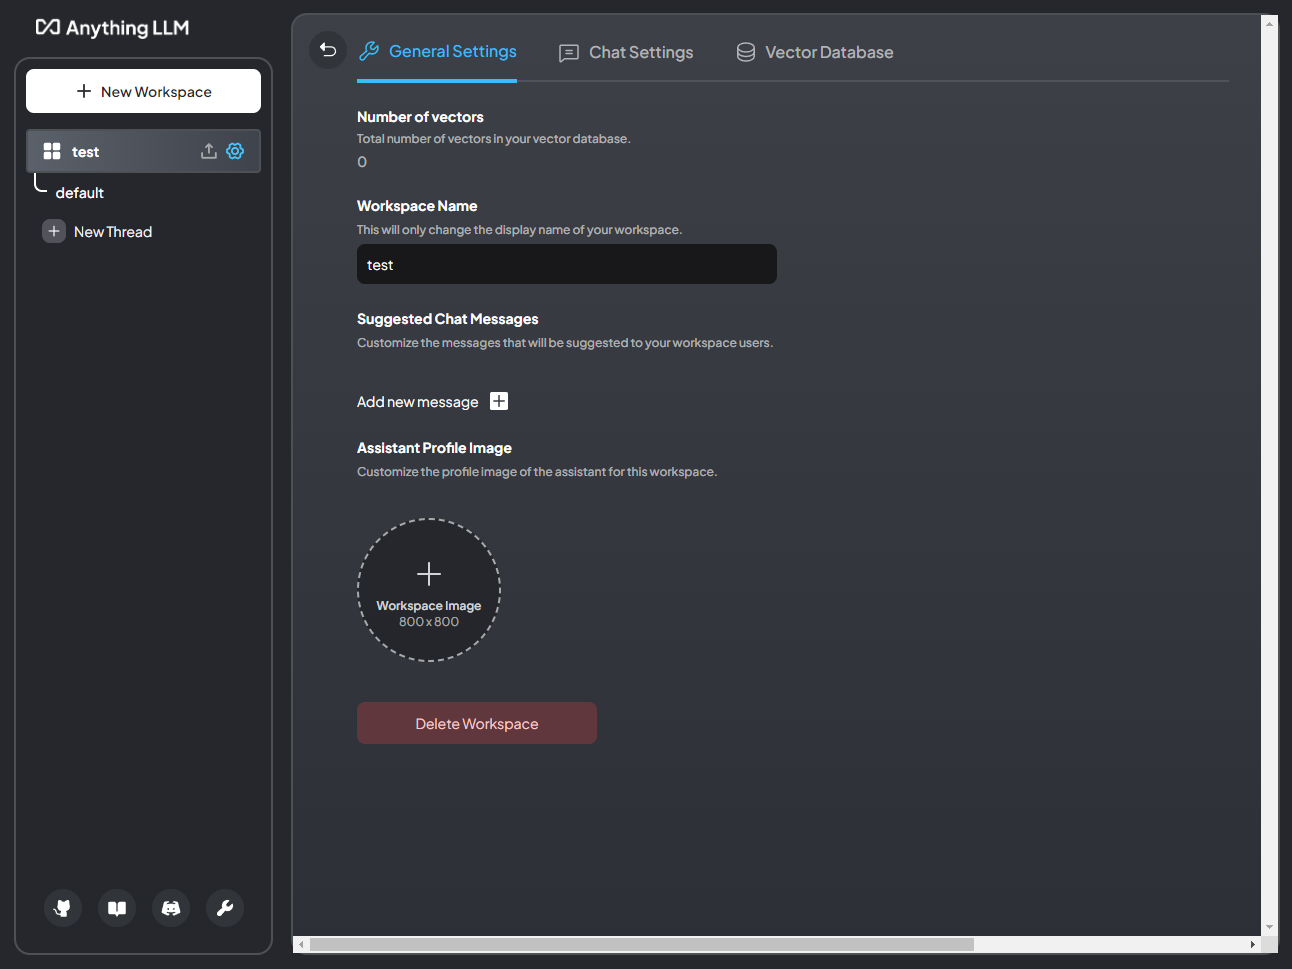 Anything LLM
New Workspace
test
default
New Thread
General Settings
Chat Settings
Vector Database
Number of vectors
Total number of vectors in your vector database.
0
Workspace Name
This will only change the display name of your workspace.
test
Suggested Chat Messages
Customize the messages that will be suggested to your workspace users.
Add new message
Assistant Profile Image
Customize the profile image of the assistant for this workspace.
Workspace Image
800 x 800
Delete Workspace